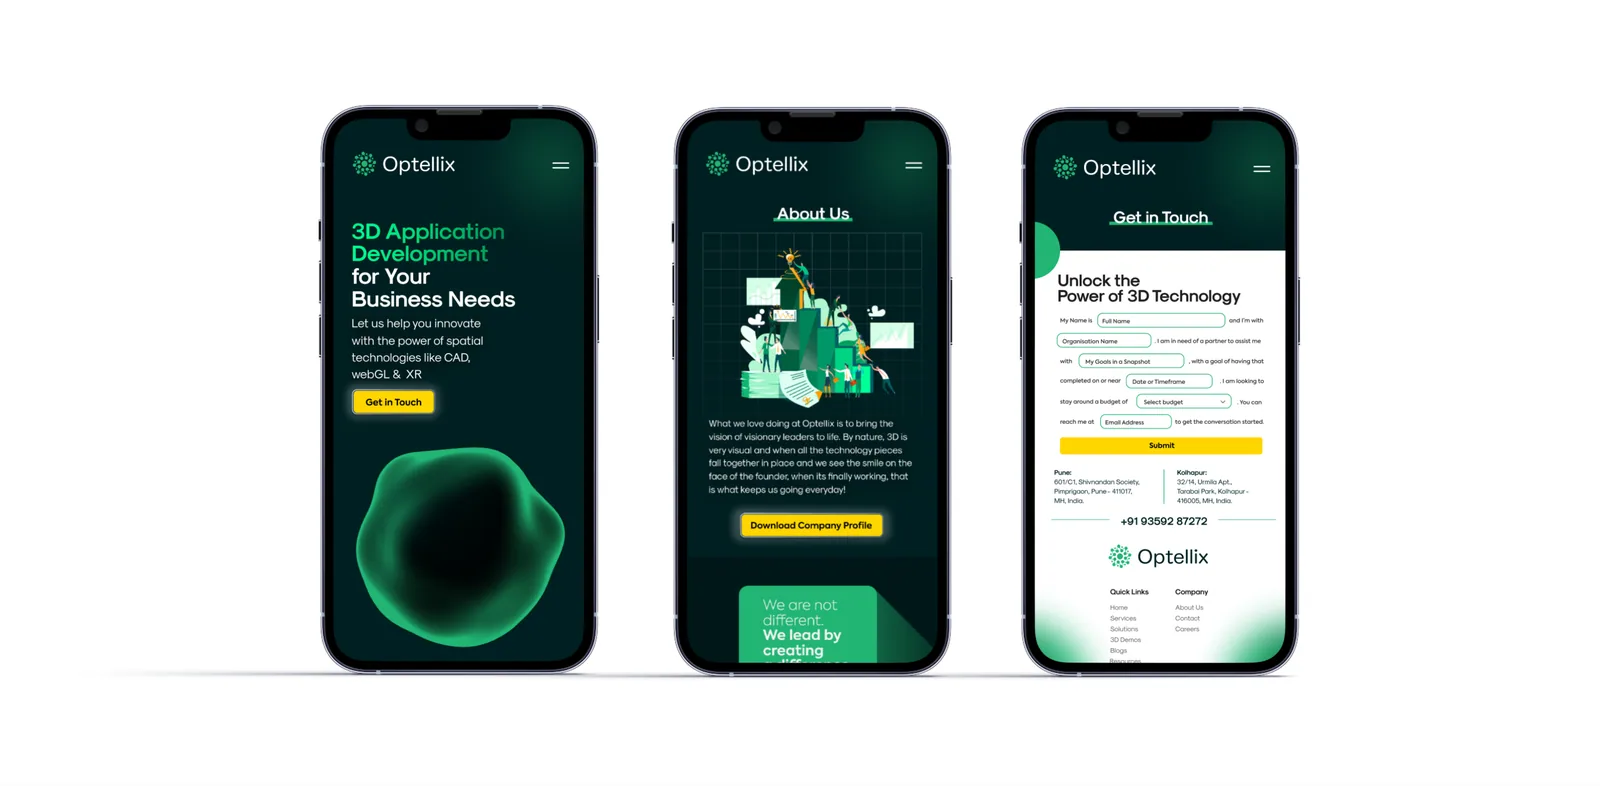 Optellix
3D Application
Development
for Your
Business Needs
Let us help you innovate
with the power of spatial
technologies like CAD,
webGL & XR
Get in Touch
Optellix
About Us
What we love doing at Optellix is to bring the
vision of visionary leaders to life. By nature, 3D is
very visual and when all the technology pieces
fall together in place and we see the smile on the
face of the founder, when its finally working, that
is what keeps us going everyday!
Download Company Profile
We are not
different.
We lead by
creating
a difference
Optellix
Get in Touch
Unlock the
Power of 3D Technology
My Name is Full Name and I'm with
Organisation Name . I am in need of a partner to assist me
with My Goals in a Snapshot , with a goal of having that
completed on or near Date or Timeframe . I am looking to
stay around a budget of Select budget . You can
reach me at Email Address to get the conversation started.
Submit
Pune:
601/C1, Shivnandan Society,
Pimprigaon, Pune - 411017,
MH, India.
Kolhapur:
32/14, Urmila Apt.,
Tarabai Park, Kolhapur -
416005, MH, India.
+91 93592 87272
Optellix
Quick Links
Home
Services
Solutions
3D Demos
Blogs
Resources
Company
About Us
Contact
Careers